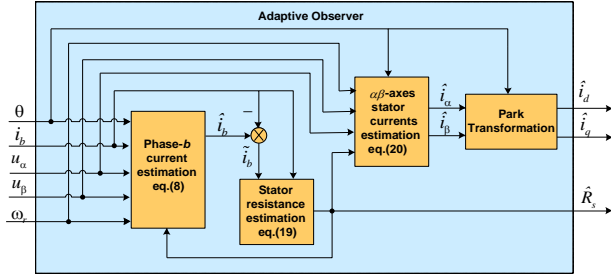 Adaptive Observer
θ
i_b
u_α
u_β
ω_r
Phase-b
current
estimation
eq.(8)
î_b
−
ĩ_b
Stator
resistance
estimation
eq.(19)
αβ-axes
stator
currents
estimation
eq.(20)
î_α
î_β
Park
Transformation
î_d
î_q
R̂_s